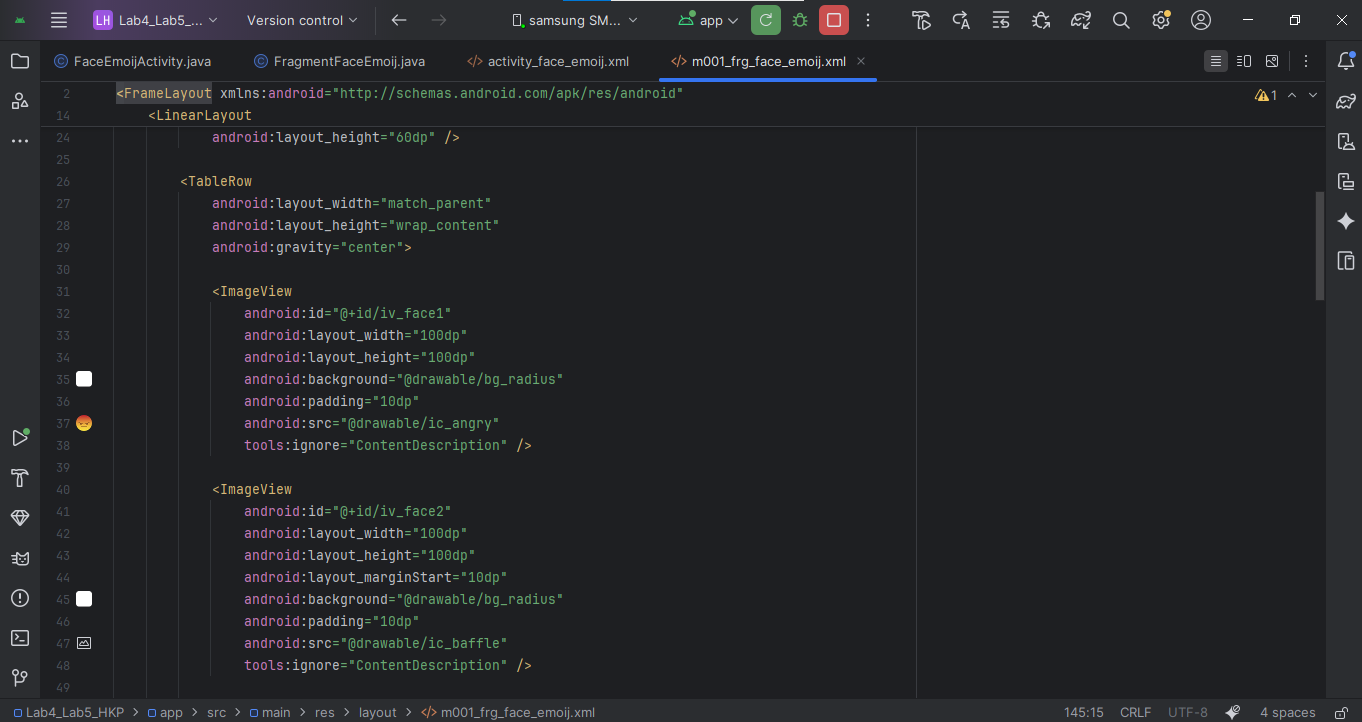 LH Lab4_Lab5_... Version control samsung SM... app
FaceEmoijActivity.java FragmentFaceEmoij.java activity_face_emoij.xml m001_frg_face_emoij.xml
2 <FrameLayout xmlns:android="http://schemas.android.com/apk/res/android"
1
14 <LinearLayout
24 android:layout_height="60dp" />
25
26 <TableRow
27 android:layout_width="match_parent"
28 android:layout_height="wrap_content"
29 android:gravity="center">
30
31 <ImageView
32 android:id="@+id/iv_face1"
33 android:layout_width="100dp"
34 android:layout_height="100dp"
35 android:background="@drawable/bg_radius"
36 android:padding="10dp"
37 android:src="@drawable/ic_angry"
38 tools:ignore="ContentDescription" />
39
40 <ImageView
41 android:id="@+id/iv_face2"
42 android:layout_width="100dp"
43 android:layout_height="100dp"
44 android:layout_marginStart="10dp"
45 android:background="@drawable/bg_radius"
46 android:padding="10dp"
47 android:src="@drawable/ic_baffle"
48 tools:ignore="ContentDescription" />
49
Lab4_Lab5_HKP > app > src > main > res > layout > m001_frg_face_emoij.xml 145:15 CRLF UTF-8 4 spaces